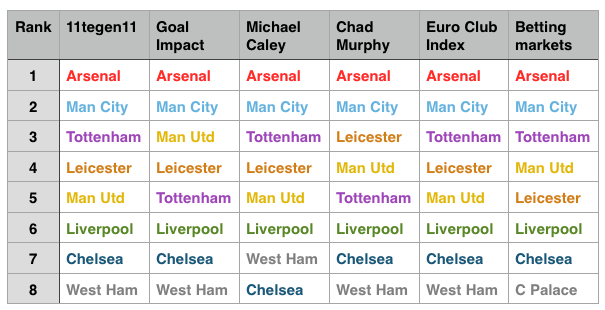 Rank 11tegen11 Goal Impact Michael Caley Chad Murphy Euro Club Index Betting markets
1 Arsenal Arsenal Arsenal Arsenal Arsenal Arsenal
2 Man City Man City Man City Man City Man City Man City
3 Tottenham Man Utd Tottenham Leicester Tottenham Tottenham
4 Leicester Leicester Leicester Man Utd Leicester Man Utd
5 Man Utd Tottenham Man Utd Tottenham Man Utd Leicester
6 Liverpool Liverpool Liverpool Liverpool Liverpool Liverpool
7 Chelsea Chelsea West Ham Chelsea Chelsea Chelsea
8 West Ham West Ham Chelsea West Ham West Ham C Palace